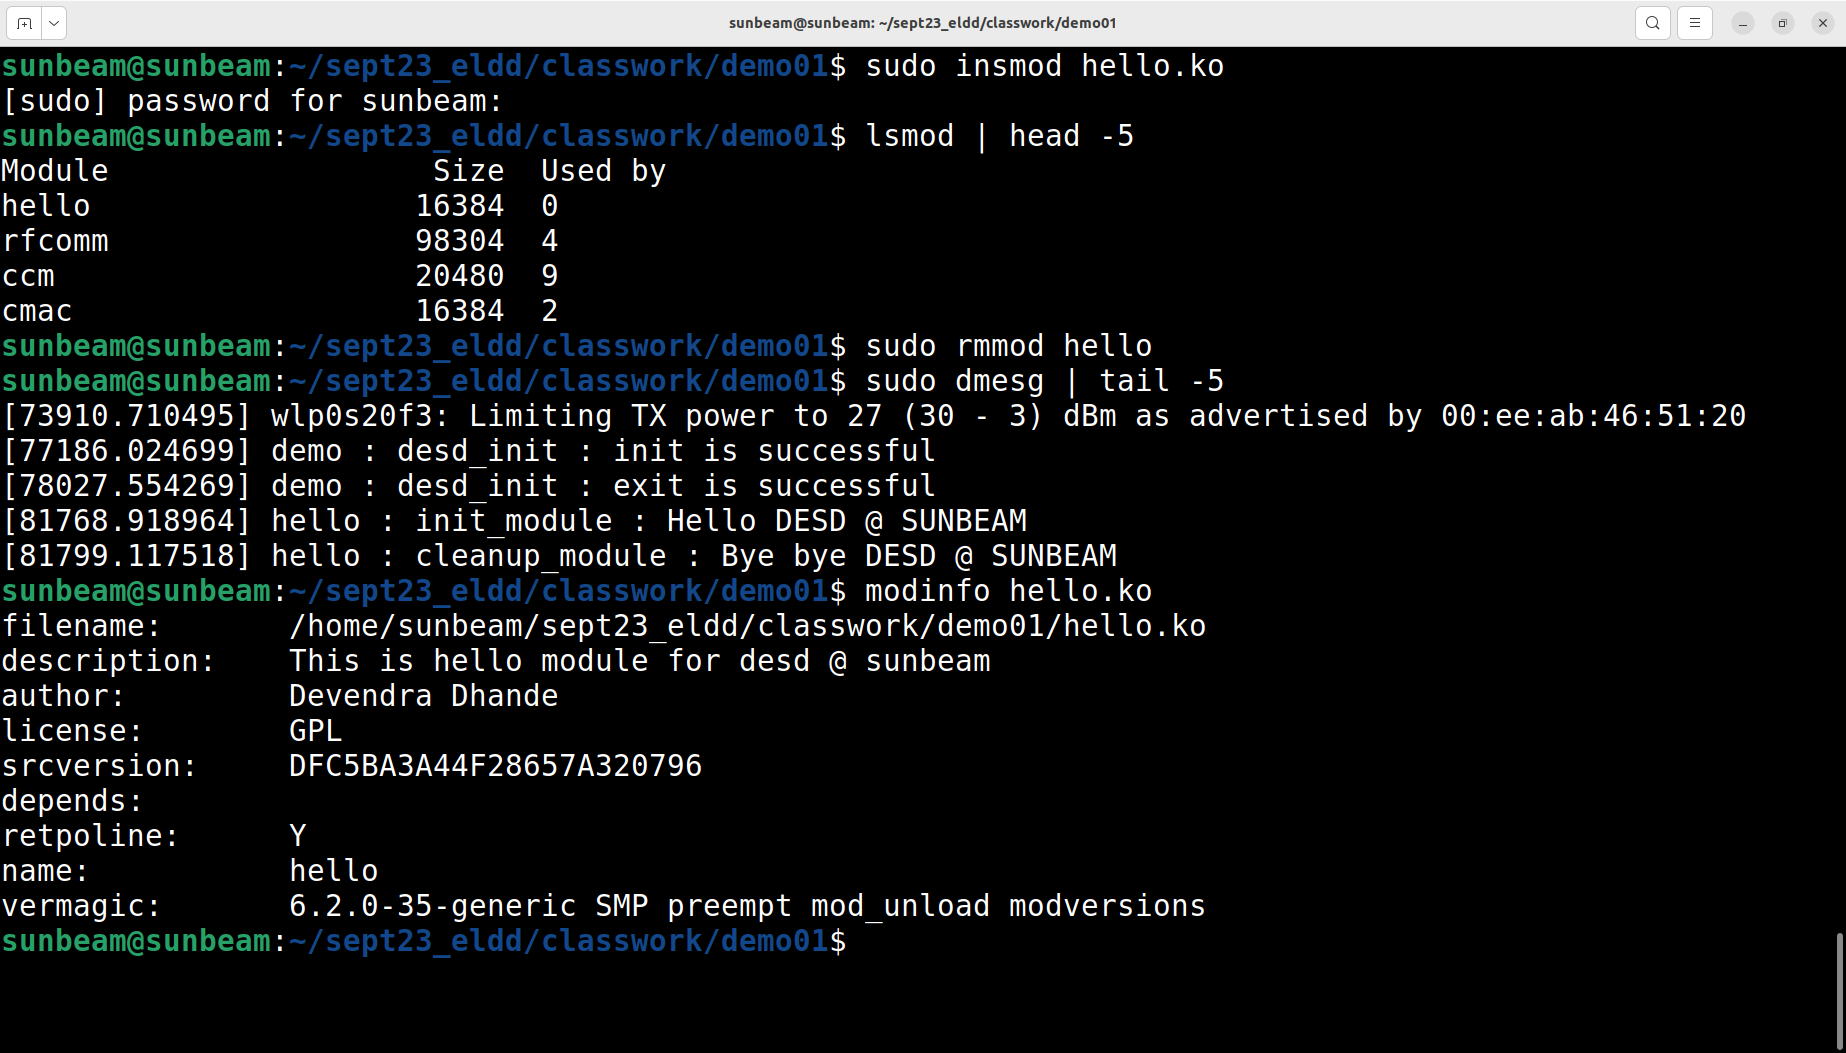 sunbeam@sunbeam: ~/sept23_eldd/classwork/demo01
sunbeam@sunbeam:~/sept23_eldd/classwork/demo01$ sudo insmod hello.ko
[sudo] password for sunbeam:
sunbeam@sunbeam:~/sept23_eldd/classwork/demo01$ lsmod | head -5
Module                  Size  Used by
hello                  16384  0
rfcomm                 98304  4
ccm                    20480  9
cmac                   16384  2
sunbeam@sunbeam:~/sept23_eldd/classwork/demo01$ sudo rmmod hello
sunbeam@sunbeam:~/sept23_eldd/classwork/demo01$ sudo dmesg | tail -5
[73910.710495] wlp0s20f3: Limiting TX power to 27 (30 - 3) dBm as advertised by 00:ee:ab:46:51:20
[77186.024699] demo : desd_init : init is successful
[78027.554269] demo : desd_init : exit is successful
[81768.918964] hello : init_module : Hello DESD @ SUNBEAM
[81799.117518] hello : cleanup_module : Bye bye DESD @ SUNBEAM
sunbeam@sunbeam:~/sept23_eldd/classwork/demo01$ modinfo hello.ko
filename:       /home/sunbeam/sept23_eldd/classwork/demo01/hello.ko
description:    This is hello module for desd @ sunbeam
author:         Devendra Dhande
license:        GPL
srcversion:     DFC5BA3A44F28657A320796
depends:
retpoline:      Y
name:           hello
vermagic:       6.2.0-35-generic SMP preempt mod_unload modversions
sunbeam@sunbeam:~/sept23_eldd/classwork/demo01$